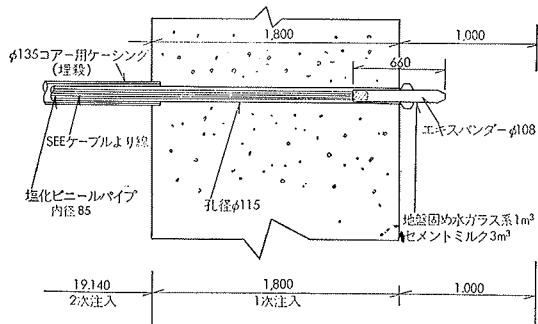 1,800
1,000
φ135コアー用ケーシング
(埋殺)
660
エキスパンダーφ108
SEEケーブルより線
塩化ビニールパイプ
内径85
孔径φ115
地盤固め水ガラス系1m³
セメントミルク3m³
19,140
1,800
1,000
2次注入
1次注入